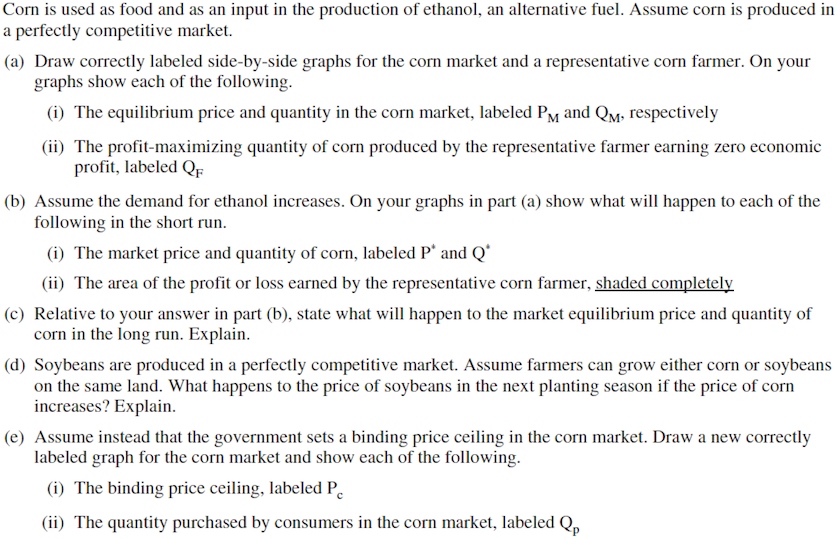 Corn is used as food and as an input in the production of ethanol, an alternative fuel. Assume corn is produced in
a perfectly competitive market.
(a) Draw correctly labeled side-by-side graphs for the corn market and a representative corn farmer. On your
graphs show each of the following.
(i) The equilibrium price and quantity in the corn market, labeled P_M and Q_M, respectively
(ii) The profit-maximizing quantity of corn produced by the representative farmer earning zero economic
profit, labeled Q_F
(b) Assume the demand for ethanol increases. On your graphs in part (a) show what will happen to each of the
following in the short run.
(i) The market price and quantity of corn, labeled P* and Q*
(ii) The area of the profit or loss earned by the representative corn farmer, shaded completely
(c) Relative to your answer in part (b), state what will happen to the market equilibrium price and quantity of
corn in the long run. Explain.
(d) Soybeans are produced in a perfectly competitive market. Assume farmers can grow either corn or soybeans
on the same land. What happens to the price of soybeans in the next planting season if the price of corn
increases? Explain.
(e) Assume instead that the government sets a binding price ceiling in the corn market. Draw a new correctly
labeled graph for the corn market and show each of the following.
(i) The binding price ceiling, labeled P_c
(ii) The quantity purchased by consumers in the corn market, labeled Q_p